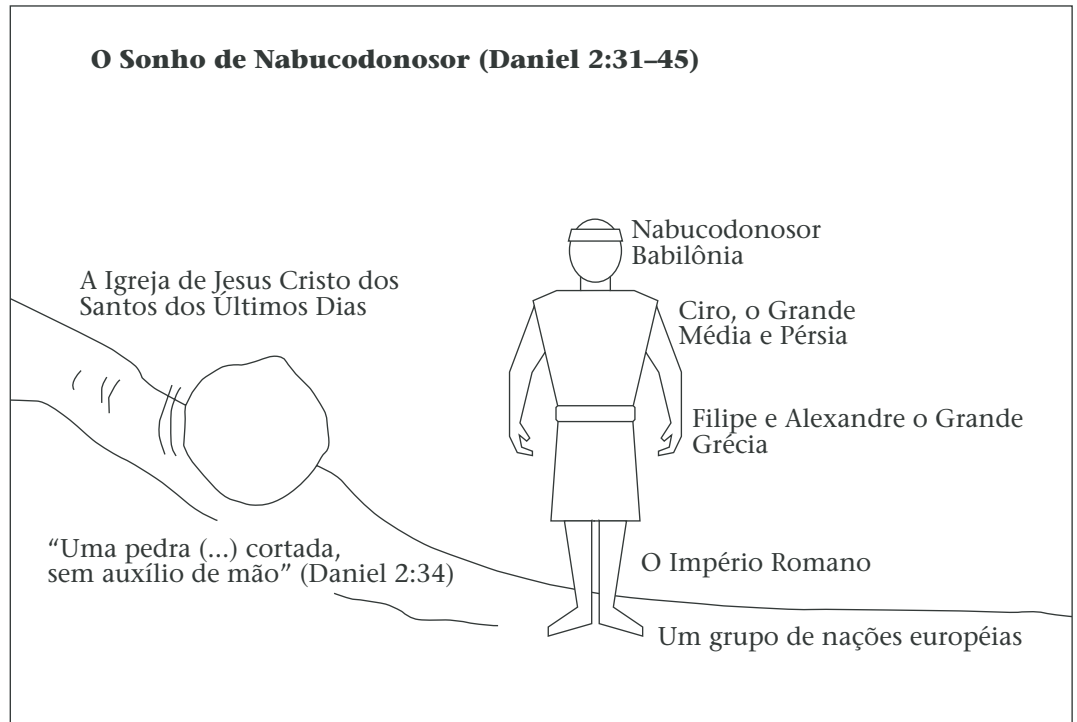 O Sonho de Nabucodonosor (Daniel 2:31–45)
Nabucodonosor
Babilônia
A Igreja de Jesus Cristo dos
Santos dos Últimos Dias
Ciro, o Grande
Média e Pérsia
Filipe e Alexandre o Grande
Grécia
“Uma pedra (...) cortada,
sem auxílio de mão” (Daniel 2:34)
O Império Romano
Um grupo de nações européias